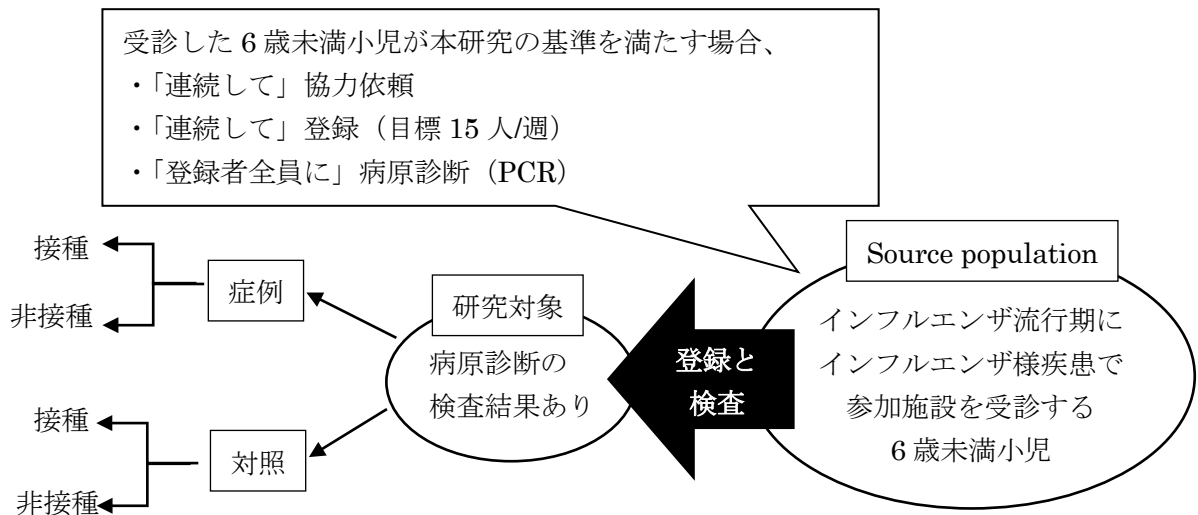 受診した 6 歳未満小児が本研究の基準を満たす場合、
・「連続して」協力依頼
・「連続して」登録（目標 15 人/週）
・「登録者全員に」病原診断（PCR）
Source population
インフルエンザ流行期に
インフルエンザ様疾患で
参加施設を受診する
6 歳未満小児
登録と
検査
研究対象
病原診断の
検査結果あり
症例
接種
非接種
対照
接種
非接種